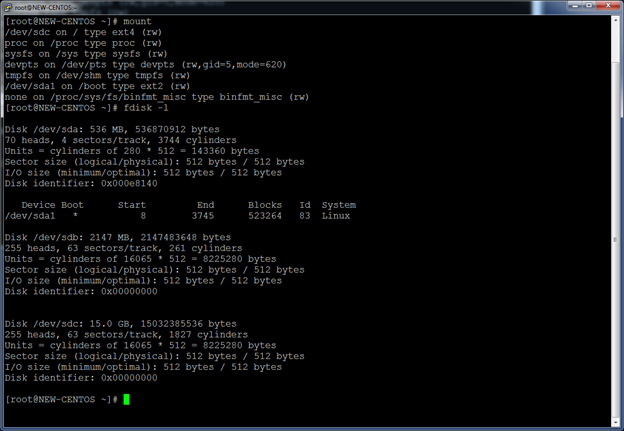 root@NEW-CENTOS:~
[root@NEW-CENTOS ~]# mount
/dev/sdc on / type ext4 (rw)
proc on /proc type proc (rw)
sysfs on /sys type sysfs (rw)
devpts on /dev/pts type devpts (rw,gid=5,mode=620)
tmpfs on /dev/shm type tmpfs (rw)
/dev/sda1 on /boot type ext2 (rw)
none on /proc/sys/fs/binfmt_misc type binfmt_misc (rw)
[root@NEW-CENTOS ~]# fdisk -l
Disk /dev/sda: 536 MB, 536870912 bytes
70 heads, 4 sectors/track, 3744 cylinders
Units = cylinders of 280 * 512 = 143360 bytes
Sector size (logical/physical): 512 bytes / 512 bytes
I/O size (minimum/optimal): 512 bytes / 512 bytes
Disk identifier: 0x000e8140
Device Boot Start End Blocks Id System
/dev/sda1 * 8 3745 523264 83 Linux
Disk /dev/sdb: 2147 MB, 2147483648 bytes
255 heads, 63 sectors/track, 261 cylinders
Units = cylinders of 16065 * 512 = 8225280 bytes
Sector size (logical/physical): 512 bytes / 512 bytes
I/O size (minimum/optimal): 512 bytes / 512 bytes
Disk identifier: 0x00000000
Disk /dev/sdc: 15.0 GB, 15032385536 bytes
255 heads, 63 sectors/track, 1827 cylinders
Units = cylinders of 16065 * 512 = 8225280 bytes
Sector size (logical/physical): 512 bytes / 512 bytes
I/O size (minimum/optimal): 512 bytes / 512 bytes
Disk identifier: 0x00000000
[root@NEW-CENTOS ~]#